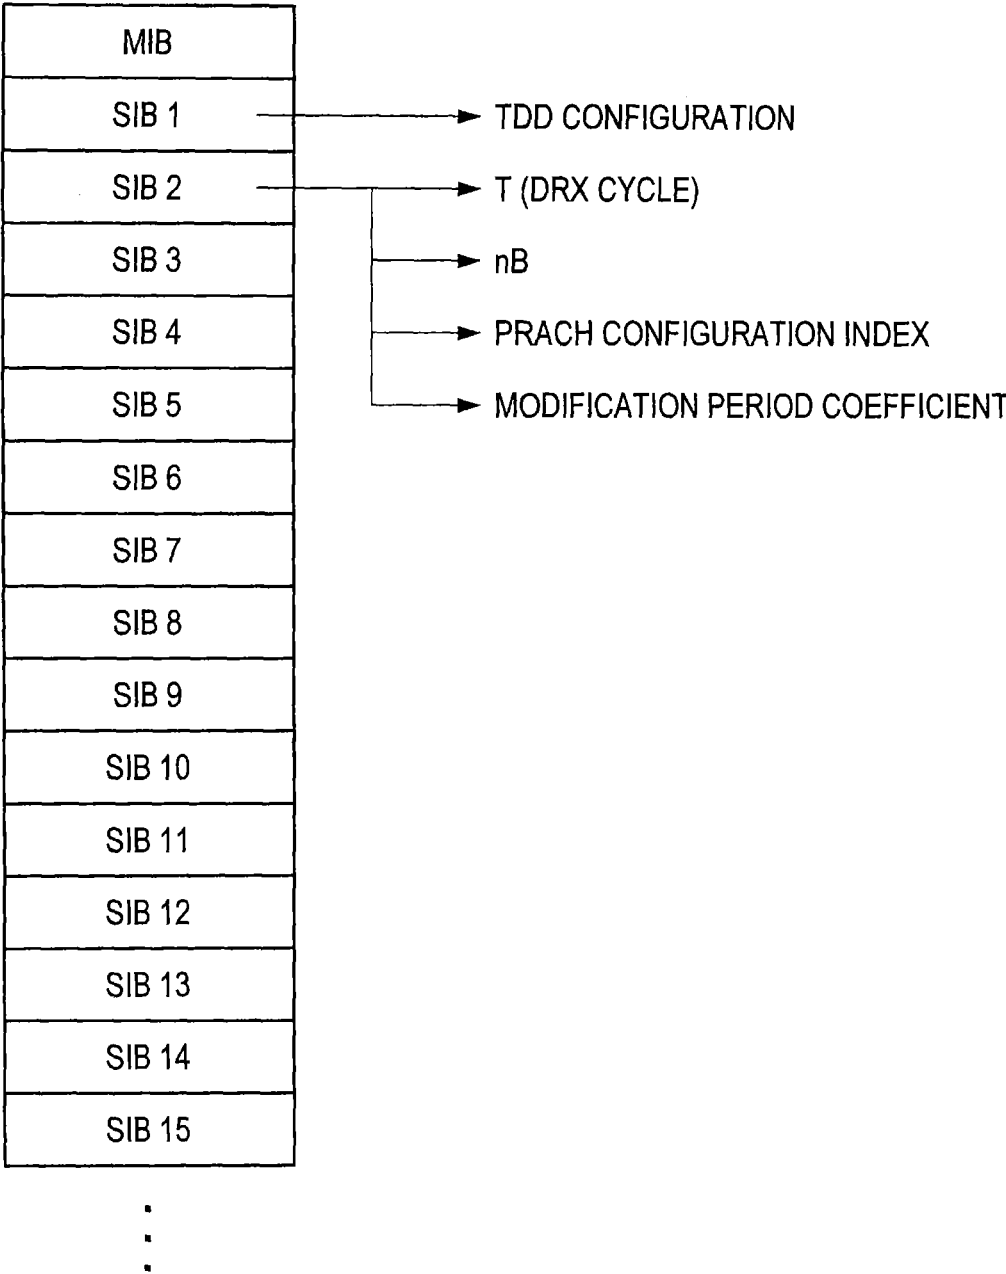 MIB
SIB 1
TDD CONFIGURATION
SIB 2
T (DRX CYCLE)
SIB 3
nB
SIB 4
PRACH CONFIGURATION INDEX
SIB 5
MODIFICATION PERIOD COEFFICIENT
SIB 6
SIB 7
SIB 8
SIB 9
SIB 10
SIB 11
SIB 12
SIB 13
SIB 14
SIB 15